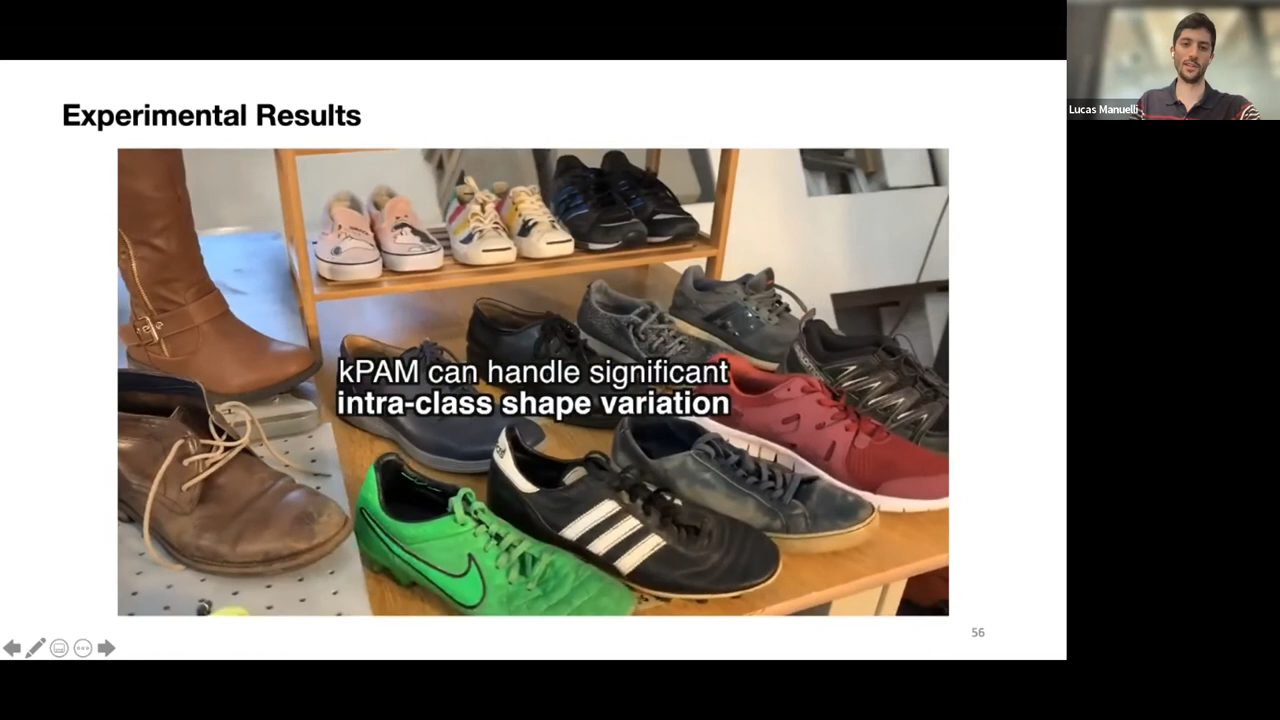 Experimental Results
kPAM can handle significant
intra-class shape variation
56
Lucas Manuelli